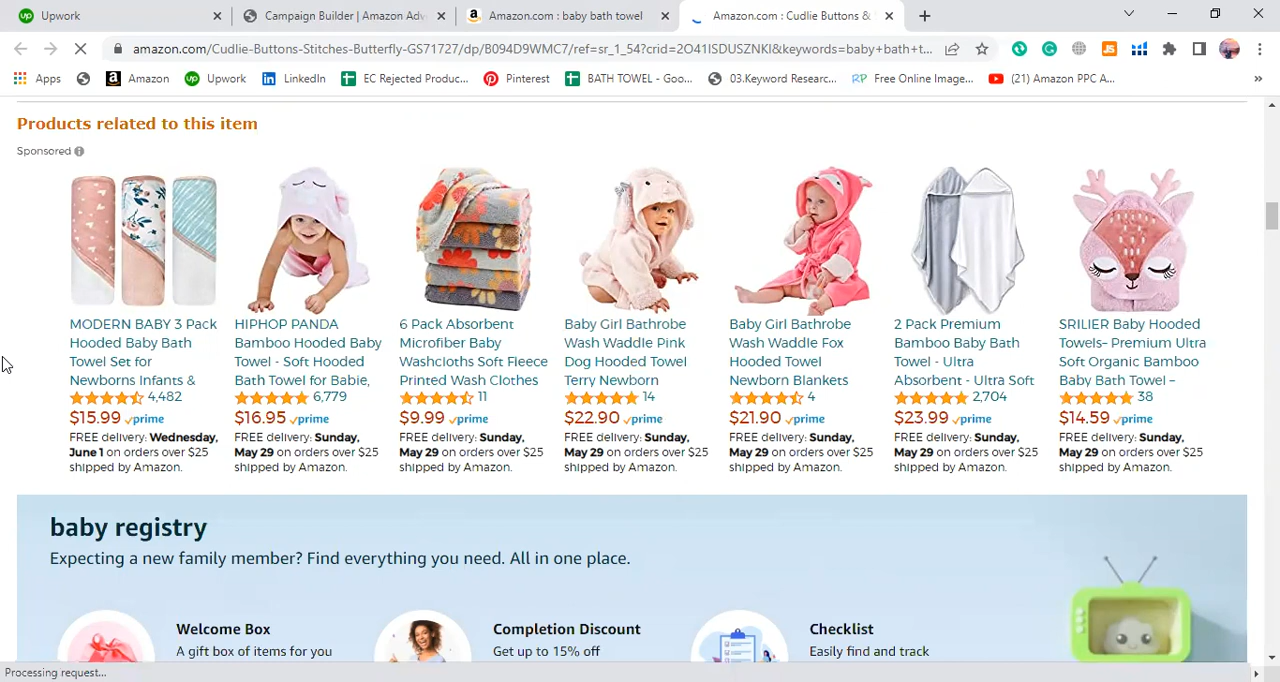 Upwork
Campaign Builder | Amazon Adv
Amazon.com : baby bath towel
Amazon.com : Cudlie Buttons &
amazon.com/Cudlie-Buttons-Stitches-Butterfly-GS71727/dp/B094D9WMC7/ref=sr_1_54?crid=2O41ISDUSZNKI&keywords=baby+bath+t...
Apps
Amazon
Upwork
LinkedIn
EC Rejected Produc...
Pinterest
BATH TOWEL - Goo...
03.Keyword Researc...
Free Online Image...
(21) Amazon PPC A...
Products related to this item
Sponsored
MODERN BABY 3 Pack
Hooded Baby Bath
Towel Set for
Newborns Infants &
4,482
$15.99 prime
FREE delivery: Wednesday,
June 1 on orders over $25
shipped by Amazon.
HIPHOP PANDA
Bamboo Hooded Baby
Towel - Soft Hooded
Bath Towel for Babie,
6,779
$16.95 prime
FREE delivery: Sunday,
May 29 on orders over $25
shipped by Amazon.
6 Pack Absorbent
Microfiber Baby
Washcloths Soft Fleece
Printed Wash Clothes
11
$9.99 prime
FREE delivery: Sunday,
May 29 on orders over $25
shipped by Amazon.
Baby Girl Bathrobe
Wash Waddle Pink
Dog Hooded Towel
Terry Newborn
14
$22.90 prime
FREE delivery: Sunday,
May 29 on orders over $25
shipped by Amazon.
Baby Girl Bathrobe
Wash Waddle Fox
Hooded Towel
Newborn Blankets
4
$21.90 prime
FREE delivery: Sunday,
May 29 on orders over $25
shipped by Amazon.
2 Pack Premium
Bamboo Baby Bath
Towel - Ultra
Absorbent - Ultra Soft
2,704
$23.99 prime
FREE delivery: Sunday,
May 29 on orders over $25
shipped by Amazon.
SRILIER Baby Hooded
Towels– Premium Ultra
Soft Organic Bamboo
Baby Bath Towel –
38
$14.59 prime
FREE delivery: Sunday,
May 29 on orders over $25
shipped by Amazon.
baby registry
Expecting a new family member? Find everything you need. All in one place.
Welcome Box
A gift box of items for you
Completion Discount
Get up to 15% off
Checklist
Easily find and track
Processing request...